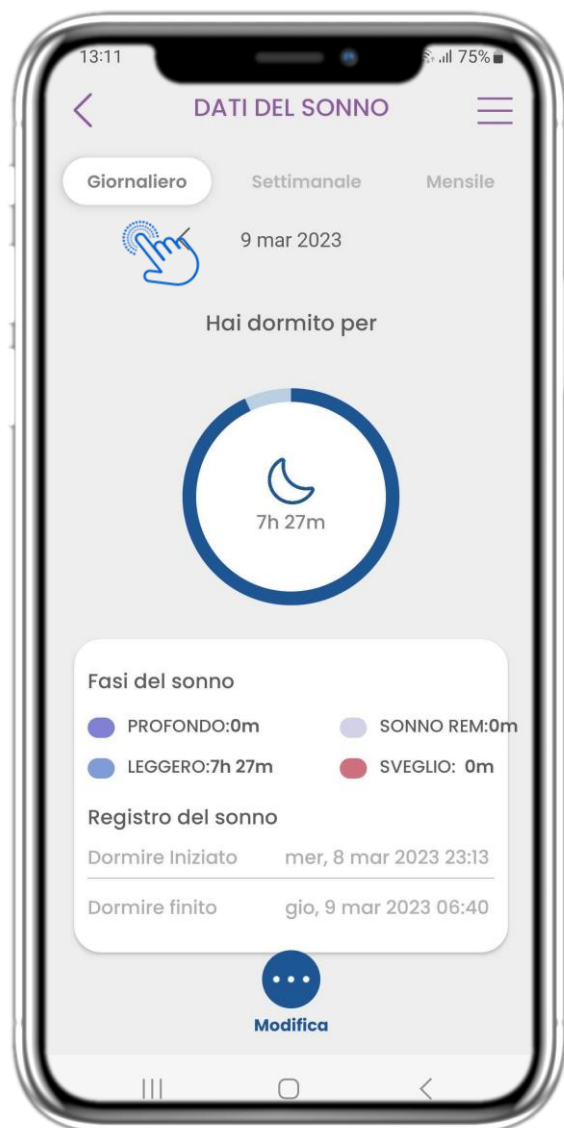 13:11 75%
DATI DEL SONNO
Giornaliero Settimanale Mensile
9 mar 2023
Hai dormito per
7h 27m
Fasi del sonno
PROFONDO:0m SONNO REM:0m
LEGGERO:7h 27m SVEGLIO: 0m
Registro del sonno
Dormire Iniziato mer, 8 mar 2023 23:13
Dormire finito gio, 9 mar 2023 06:40
Modifica